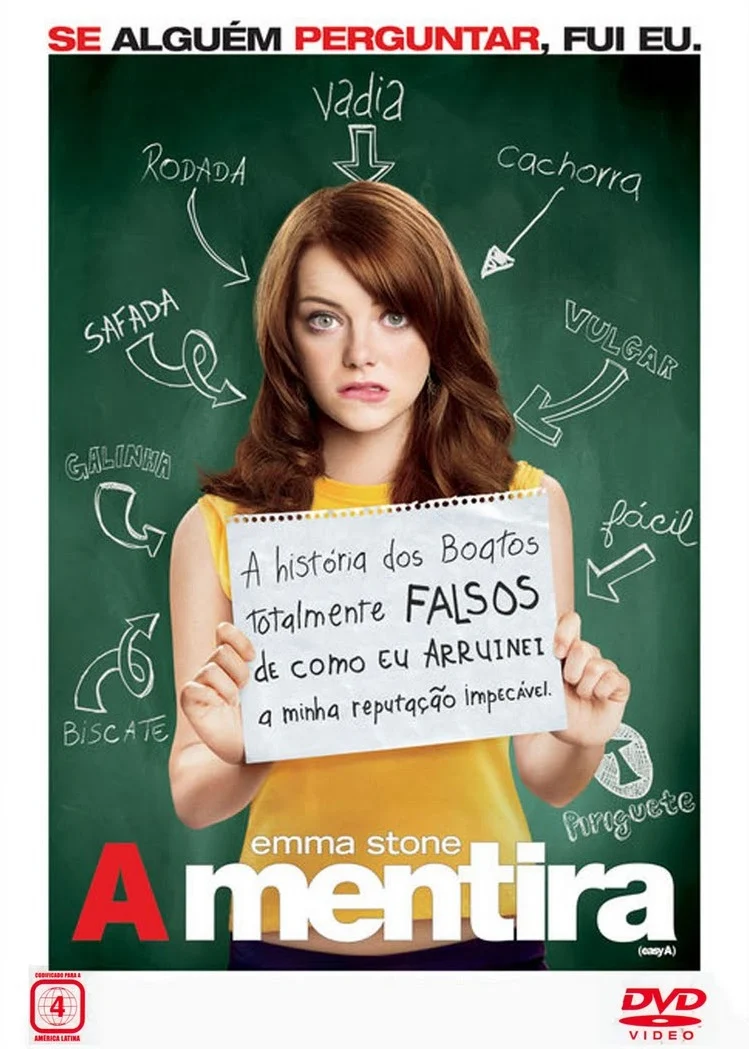 SE ALGUÉM PERGUNTAR, FUI EU.
vadia
RODADA
cachorra
SAFADA
VULGAR
GALINHA
fácil
A história dos Boatos
totalmente FALSOS
de como EU ARRUINEI
a minha reputação impecável.
BISCATE
Piriguete
emma stone
A mentira
(easy A)
CODIFICADO PARA A
4
AMÉRICA LATINA
DVD
VIDEO